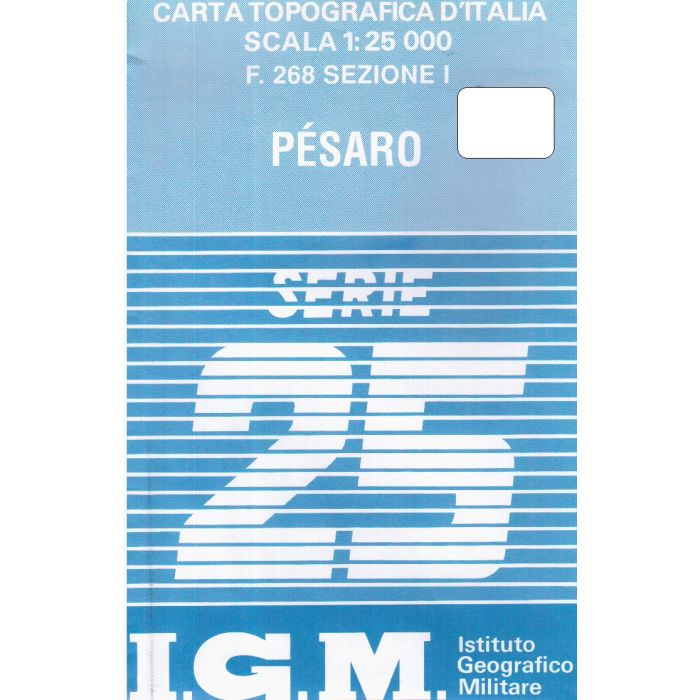 CARTA TOPOGRAFICA D'ITALIA
SCALA 1:25 000
F. 268 SEZIONE I
PÉSARO
SERIE
25
I.G.M. Istituto
Geografico
Militare